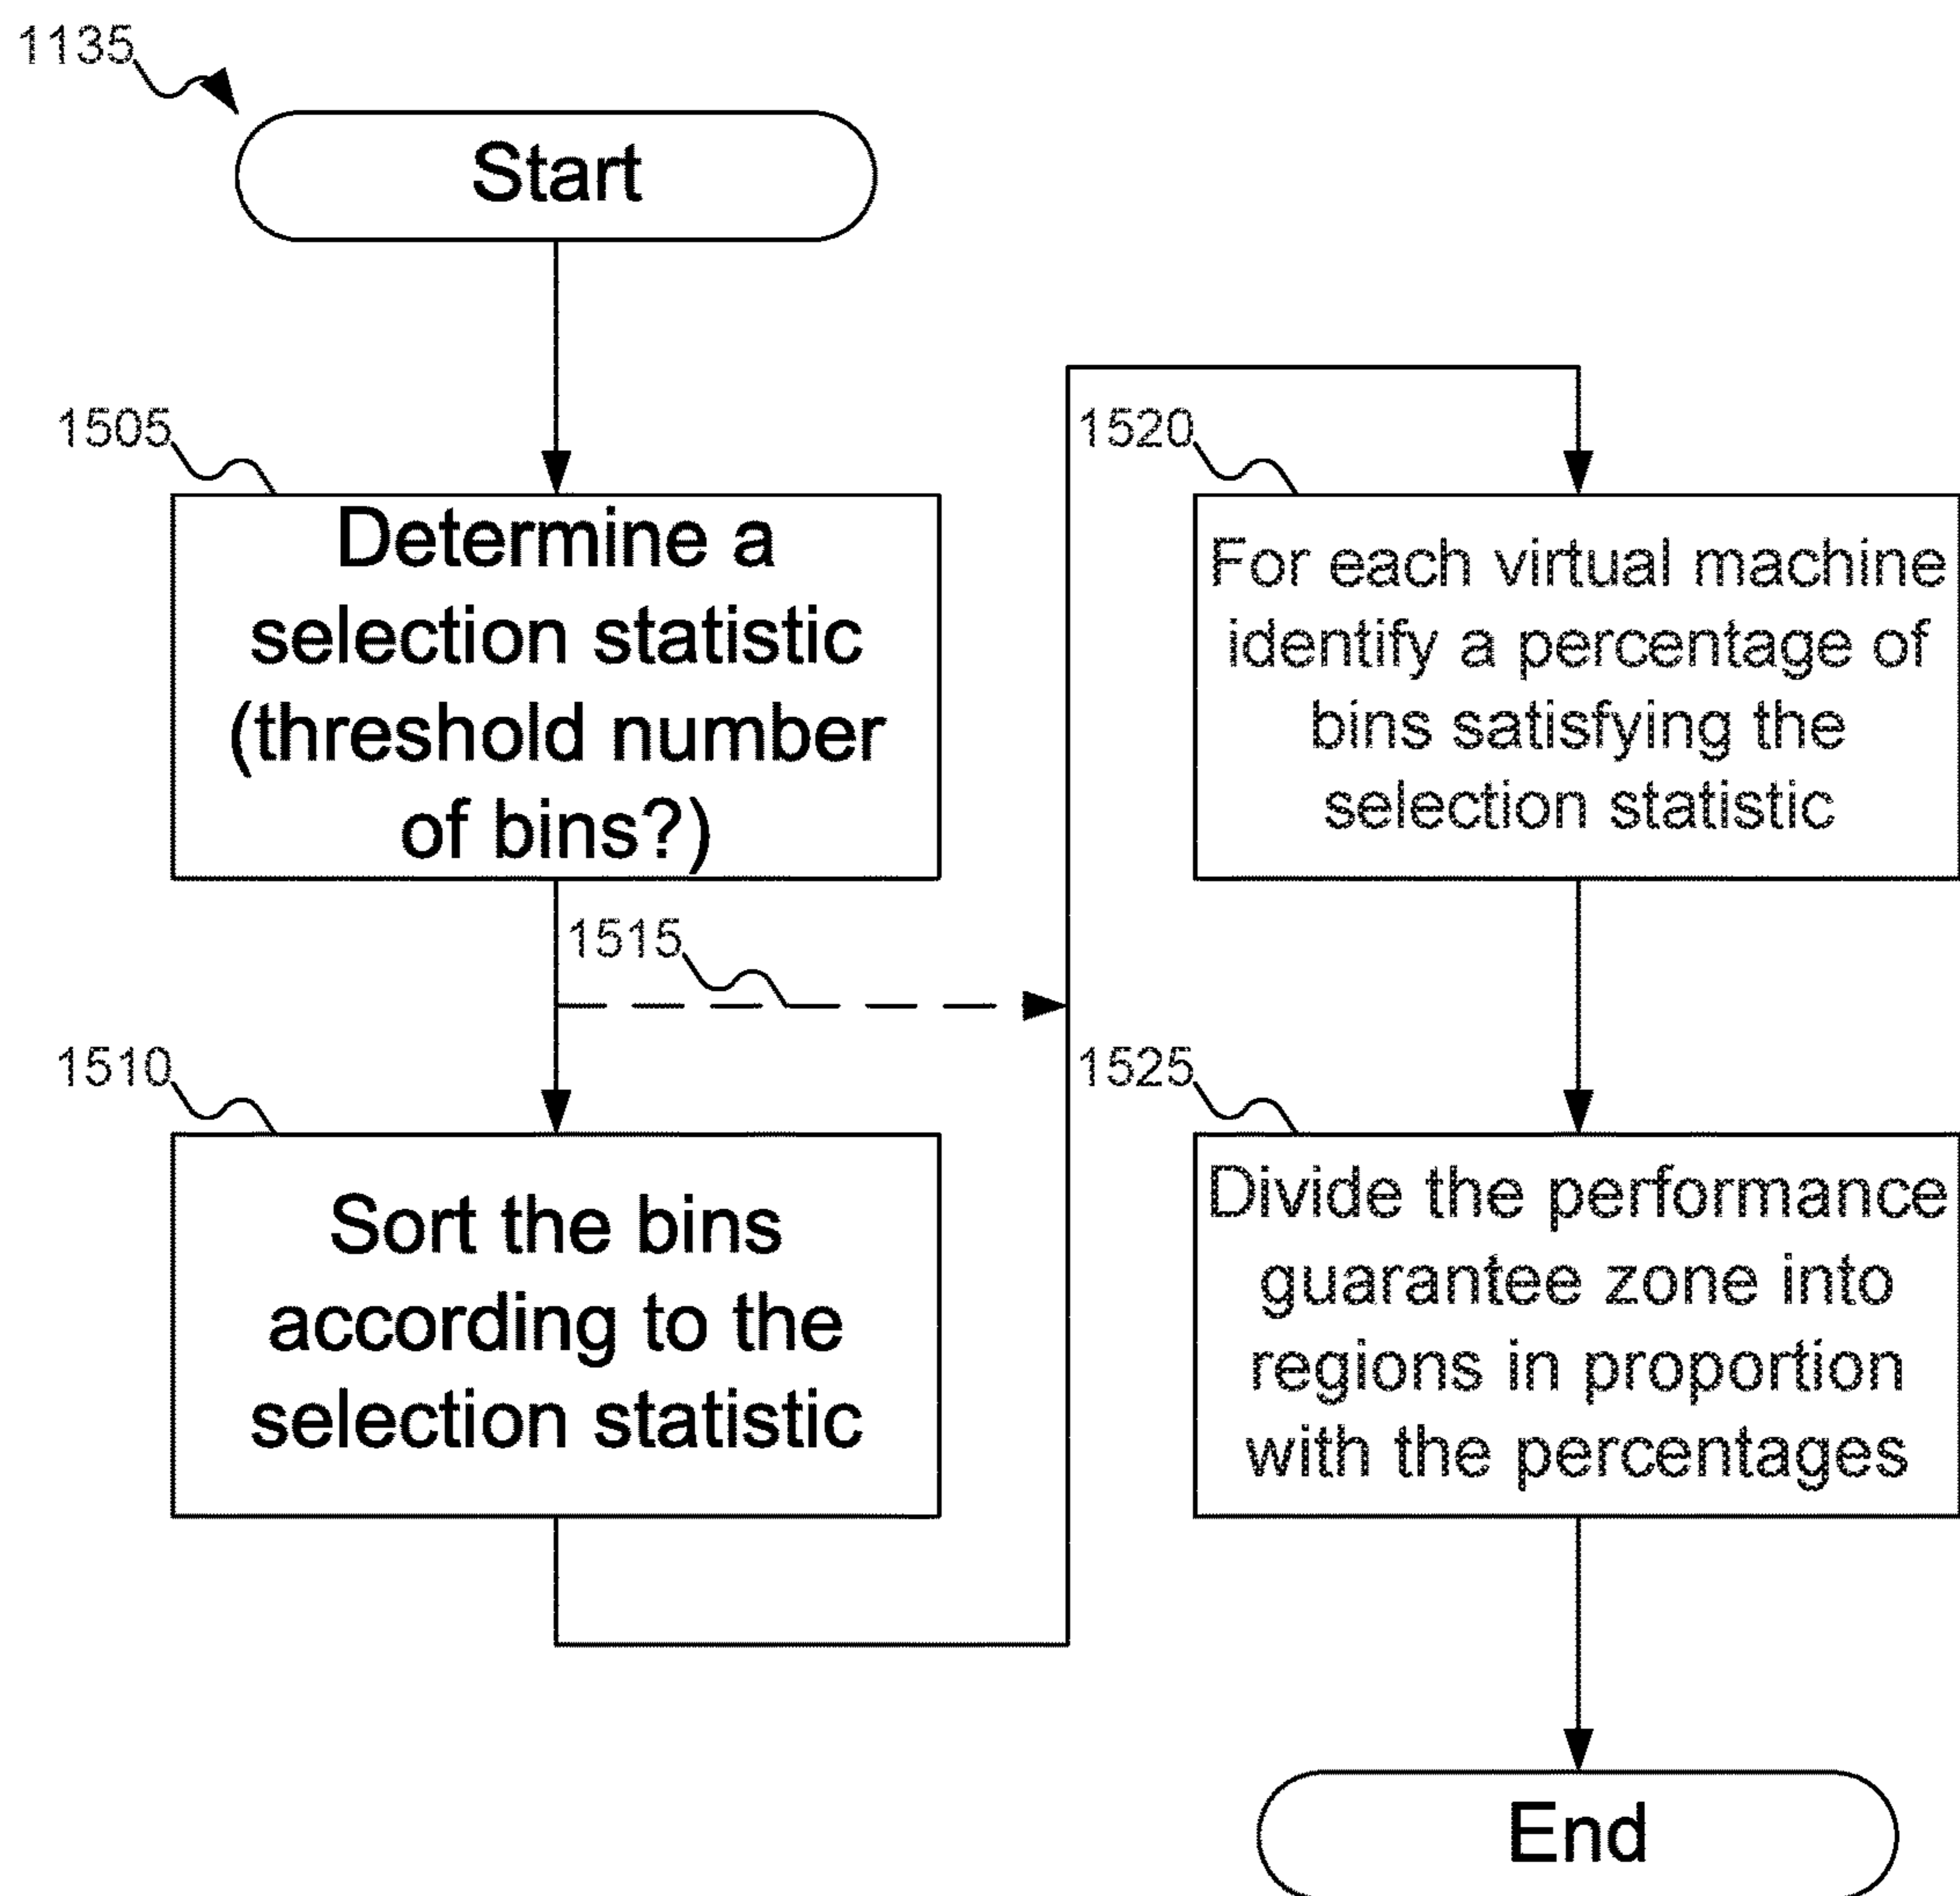 1135
Start
1505
Determine a
selection statistic
(threshold number
of bins?)
1515
1510
Sort the bins
according to the
selection statistic
1520
For each virtual machine
identify a percentage of
bins satisfying the
selection statistic
1525
Divide the performance
guarantee zone into
regions in proportion
with the percentages
End